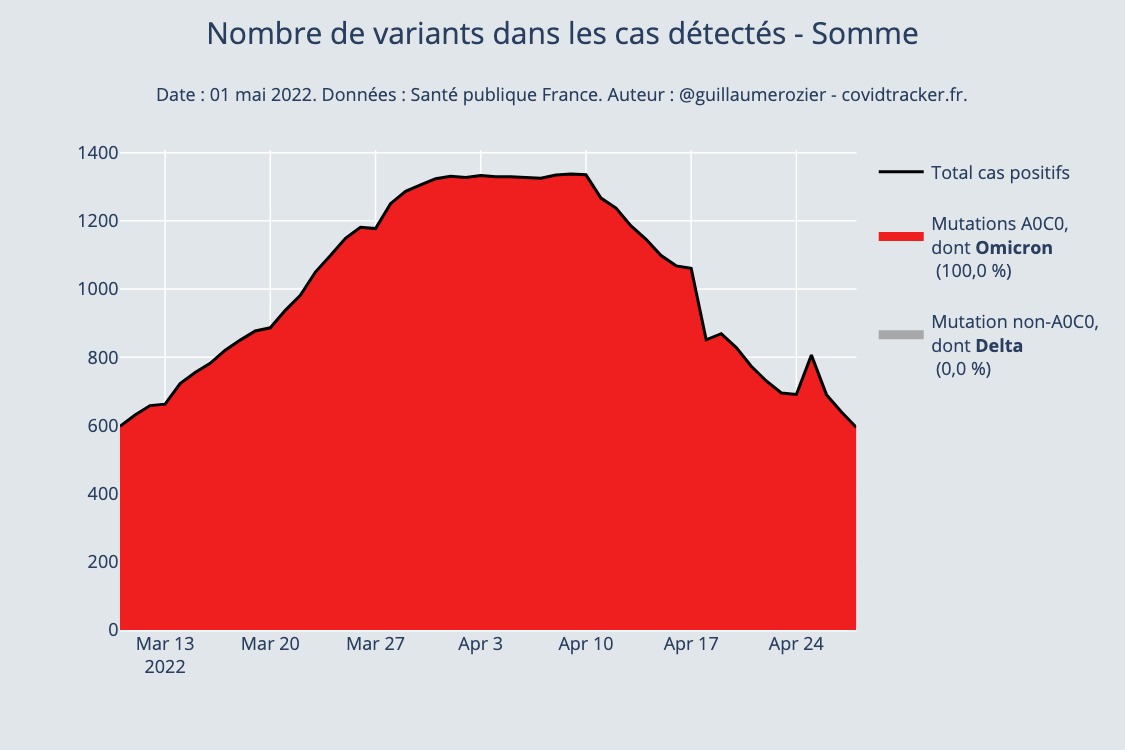 Nombre de variants dans les cas détectés - Somme
Date : 01 mai 2022. Données : Santé publique France. Auteur : @guillaumerozier - covidtracker.fr.
1400
1200
1000
800
600
400
200
0
Mar 13
2022
Mar 20
Mar 27
Apr 3
Apr 10
Apr 17
Apr 24
Total cas positifs
Mutations A0C0,
dont Omicron
(100,0 %)
Mutation non-A0C0,
dont Delta
(0,0 %)